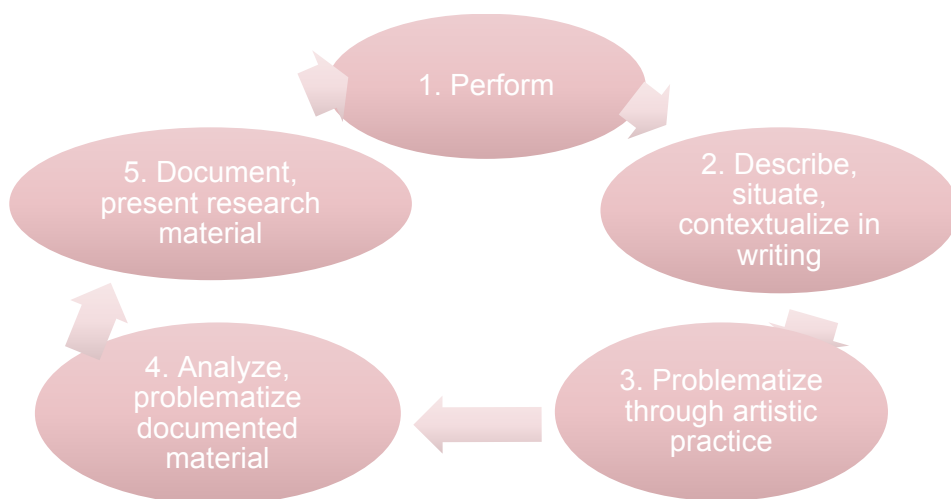 1. Perform
2. Describe,
situate,
contextualize in
writing
3. Problematize
through artistic
practice
4. Analyze,
problematize
documented
material
5. Document,
present research
material